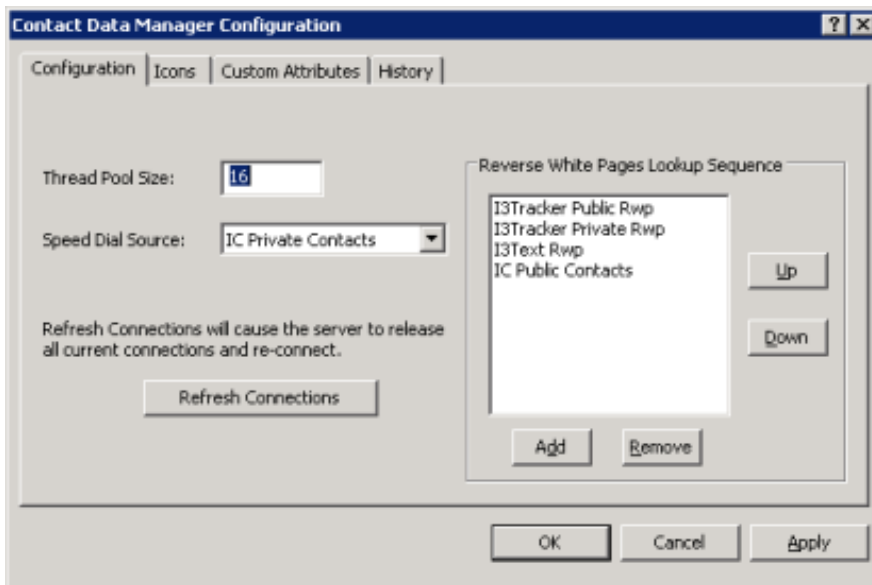 Contact Data Manager Configuration
Configuration
Icons
Custom Attributes
History
Thread Pool Size:
16
Speed Dial Source:
IC Private Contacts
Refresh Connections will cause the server to release
all current connections and re-connect.
Refresh Connections
Reverse White Pages Lookup Sequence
I3Tracker Public Rwp
I3Tracker Private Rwp
I3Text Rwp
IC Public Contacts
Up
Down
Add
Remove
OK
Cancel
Apply